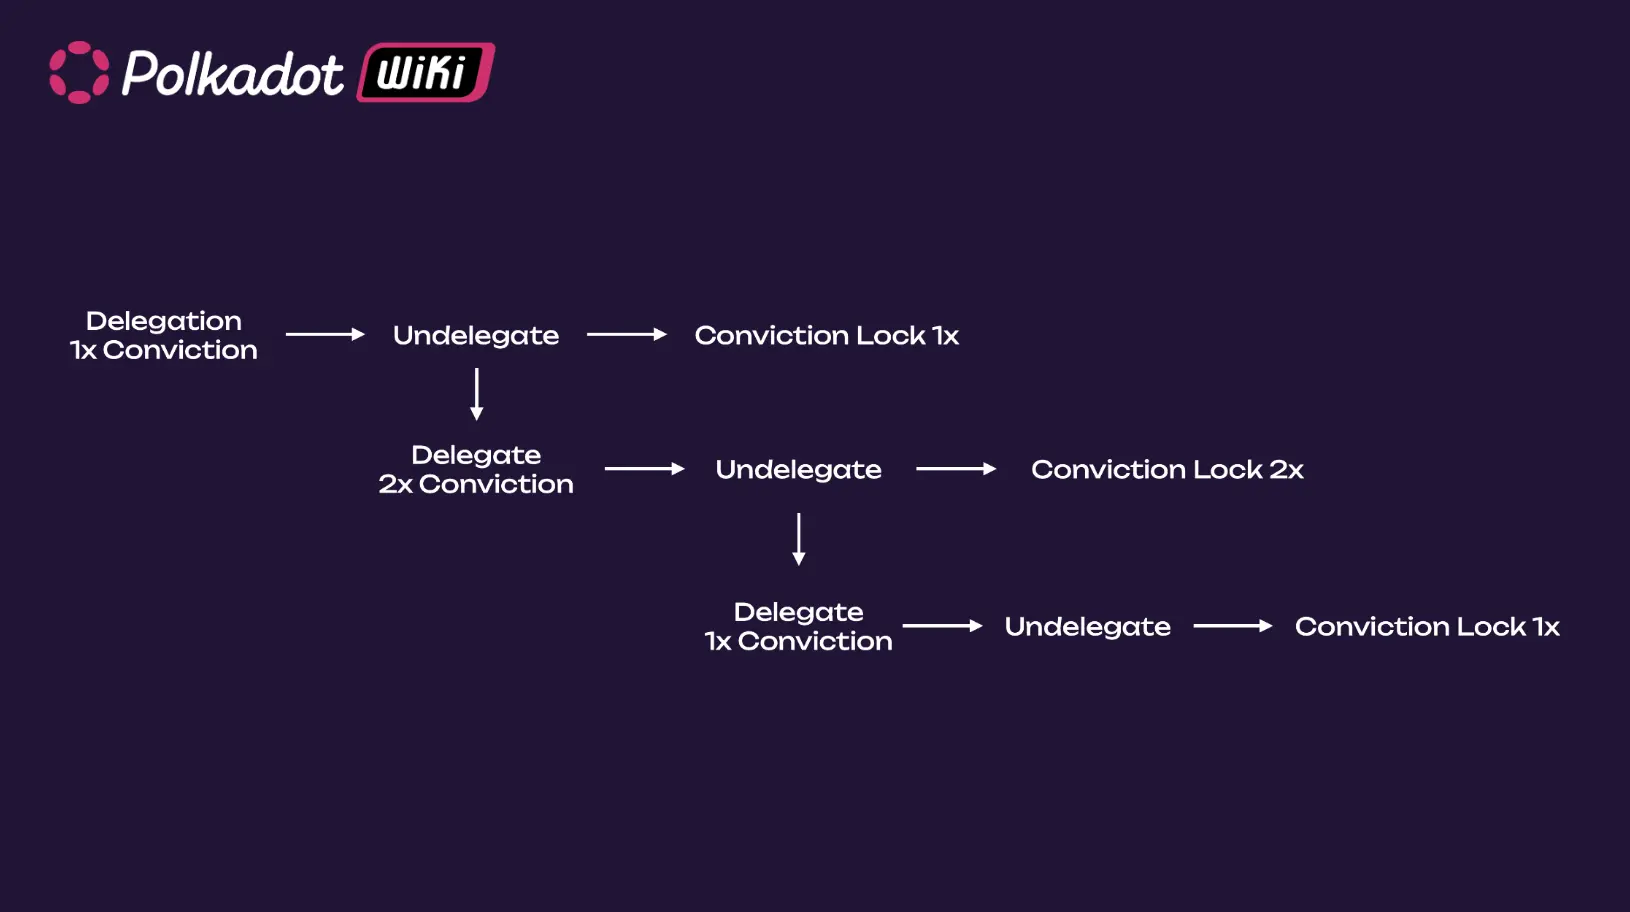 Polkadot WiKi
Delegation
1x Conviction
Undelegate
Conviction Lock 1x
Delegate
2x Conviction
Undelegate
Conviction Lock 2x
Delegate
1x Conviction
Undelegate
Conviction Lock 1x